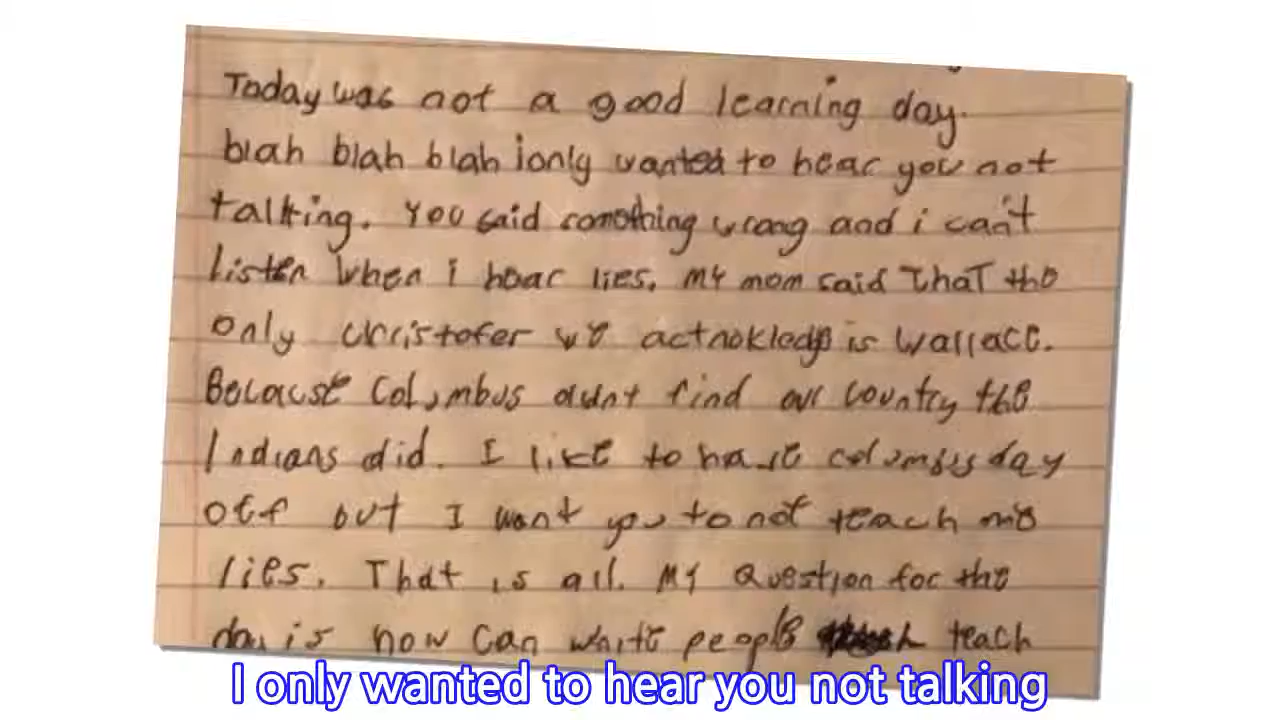 Today was not a good learning day.
blah blah blah i only wanted to hear you not
talking. You said something wrong and i can't
listen when i hear lies. My mom said That the
only christofer we acknokledg is Wallace.
Because Columbus didnt find our country the
Indians did. I like to have columbus day
off but I want you to not teach me
lies. That is all. My question for the
day is how can white people teach
I only wanted to hear you not talking